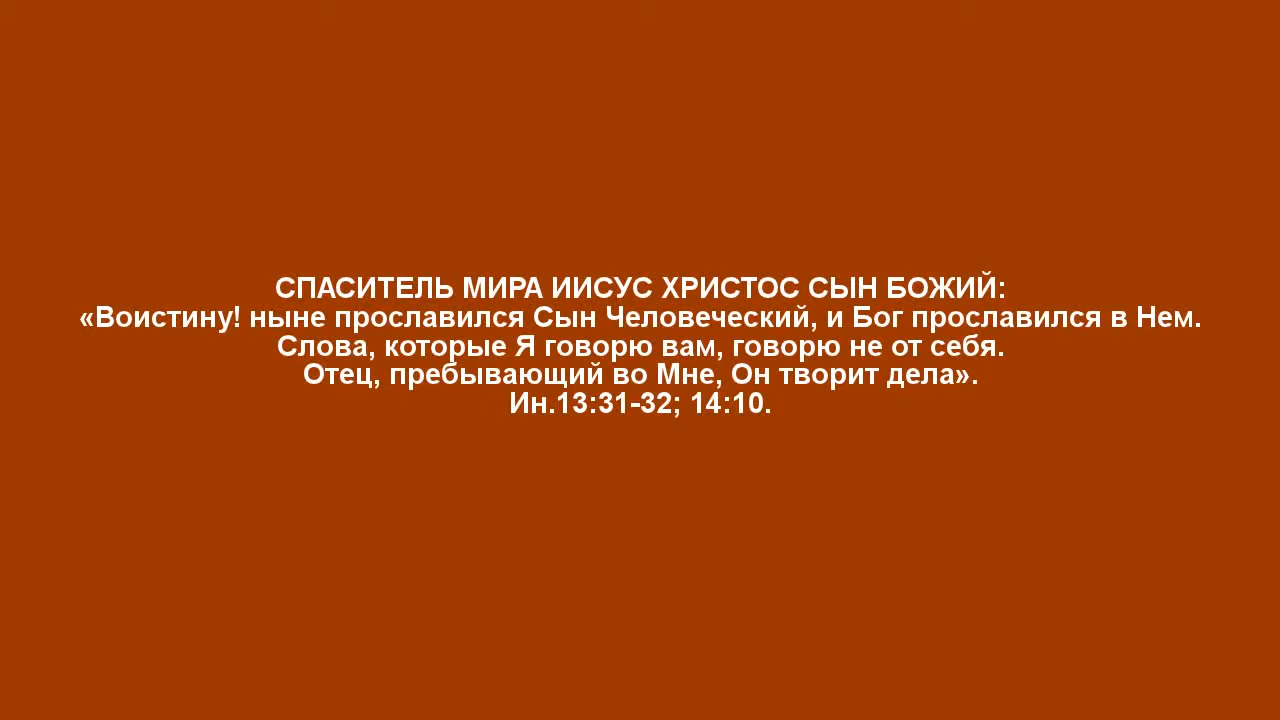 СПАСИТЕЛЬ МИРА ИИСУС ХРИСТОС СЫН БОЖИЙ:
«Воистину! ныне прославился Сын Человеческий, и Бог прославился в Нем.
Слова, которые Я говорю вам, говорю не от себя.
Отец, пребывающий во Мне, Он творит дела».
Ин.13:31-32; 14:10.